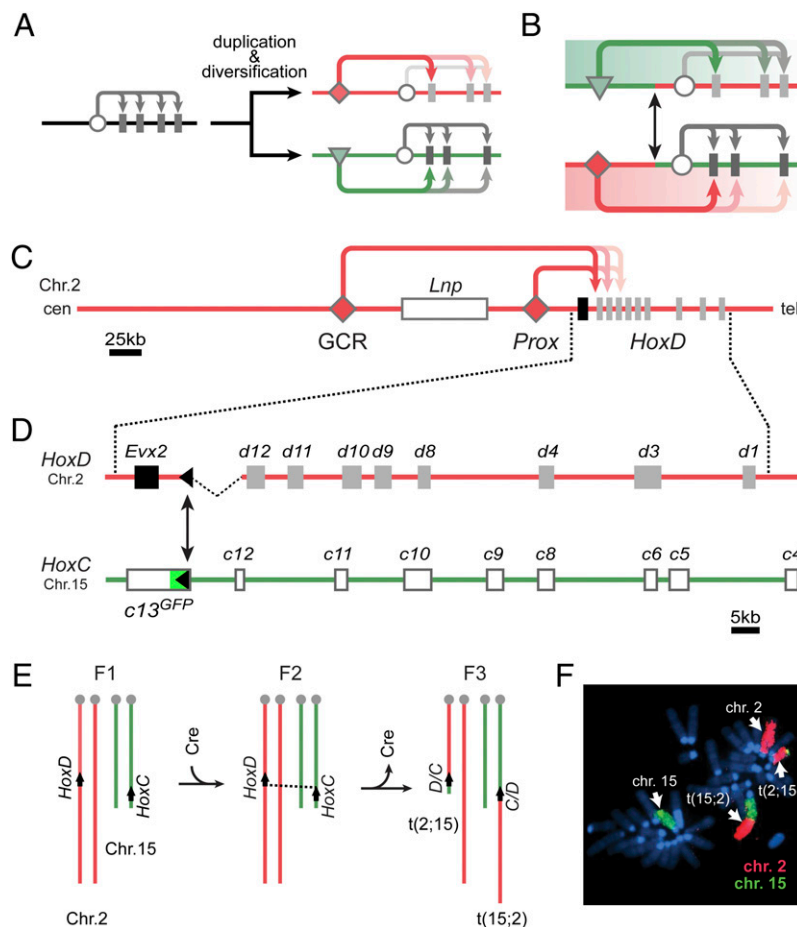 A
duplication
&
diversification
B
C
Chr.2
cen
Lnp
tel
25kb
GCR
Prox
HoxD
D
HoxD
Chr.2
Evx2
d12
d11
d10
d9
d8
d4
d3
d1
HoxC
Chr.15
c13GFP
c12
c11
c10
c9
c8
c6
c5
c4
5kb
E
F1
F2
F3
HoxD
HoxC
Chr.15
Chr.2
Cre
HoxD
HoxC
Cre
D/C
t(2;15)
C/D
t(15;2)
F
chr. 2
chr. 15
t(15;2)
t(2;15)
chr. 2
chr. 15